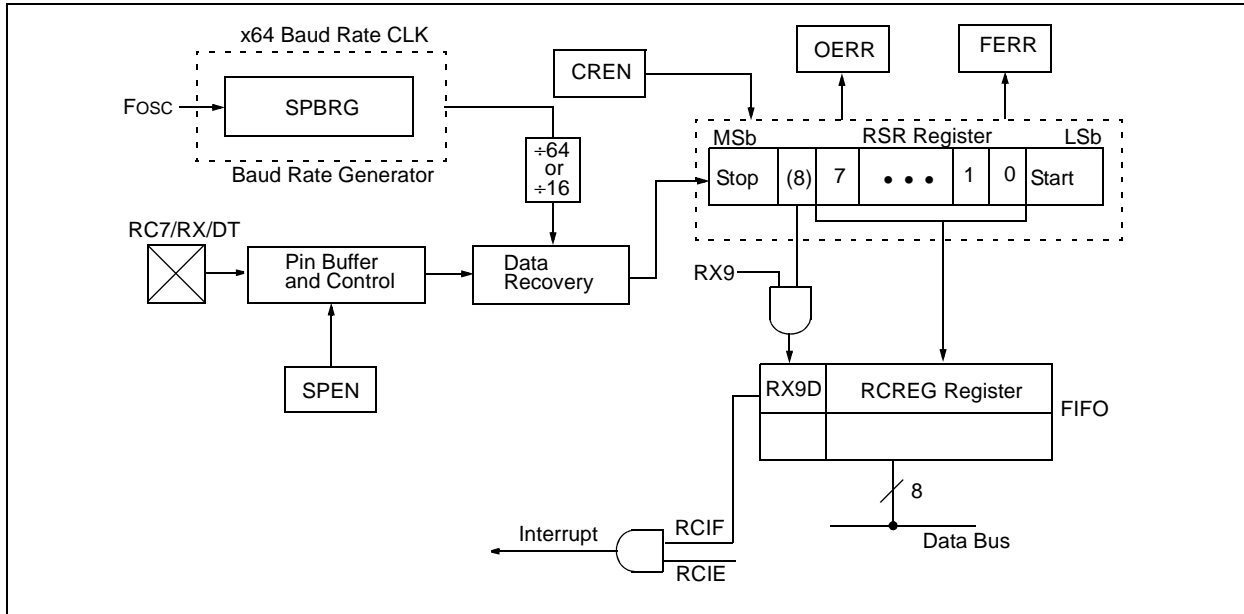 x64 Baud Rate CLK
FOSC
SPBRG
Baud Rate Generator
CREN
OERR
FERR
÷64
or
÷16
MSb
RSR Register
LSb
Stop
(8)
7
• • •
1
0
Start
RC7/RX/DT
Pin Buffer
and Control
Data
Recovery
RX9
SPEN
RX9D
RCREG Register
FIFO
8
Data Bus
Interrupt
RCIF
RCIE